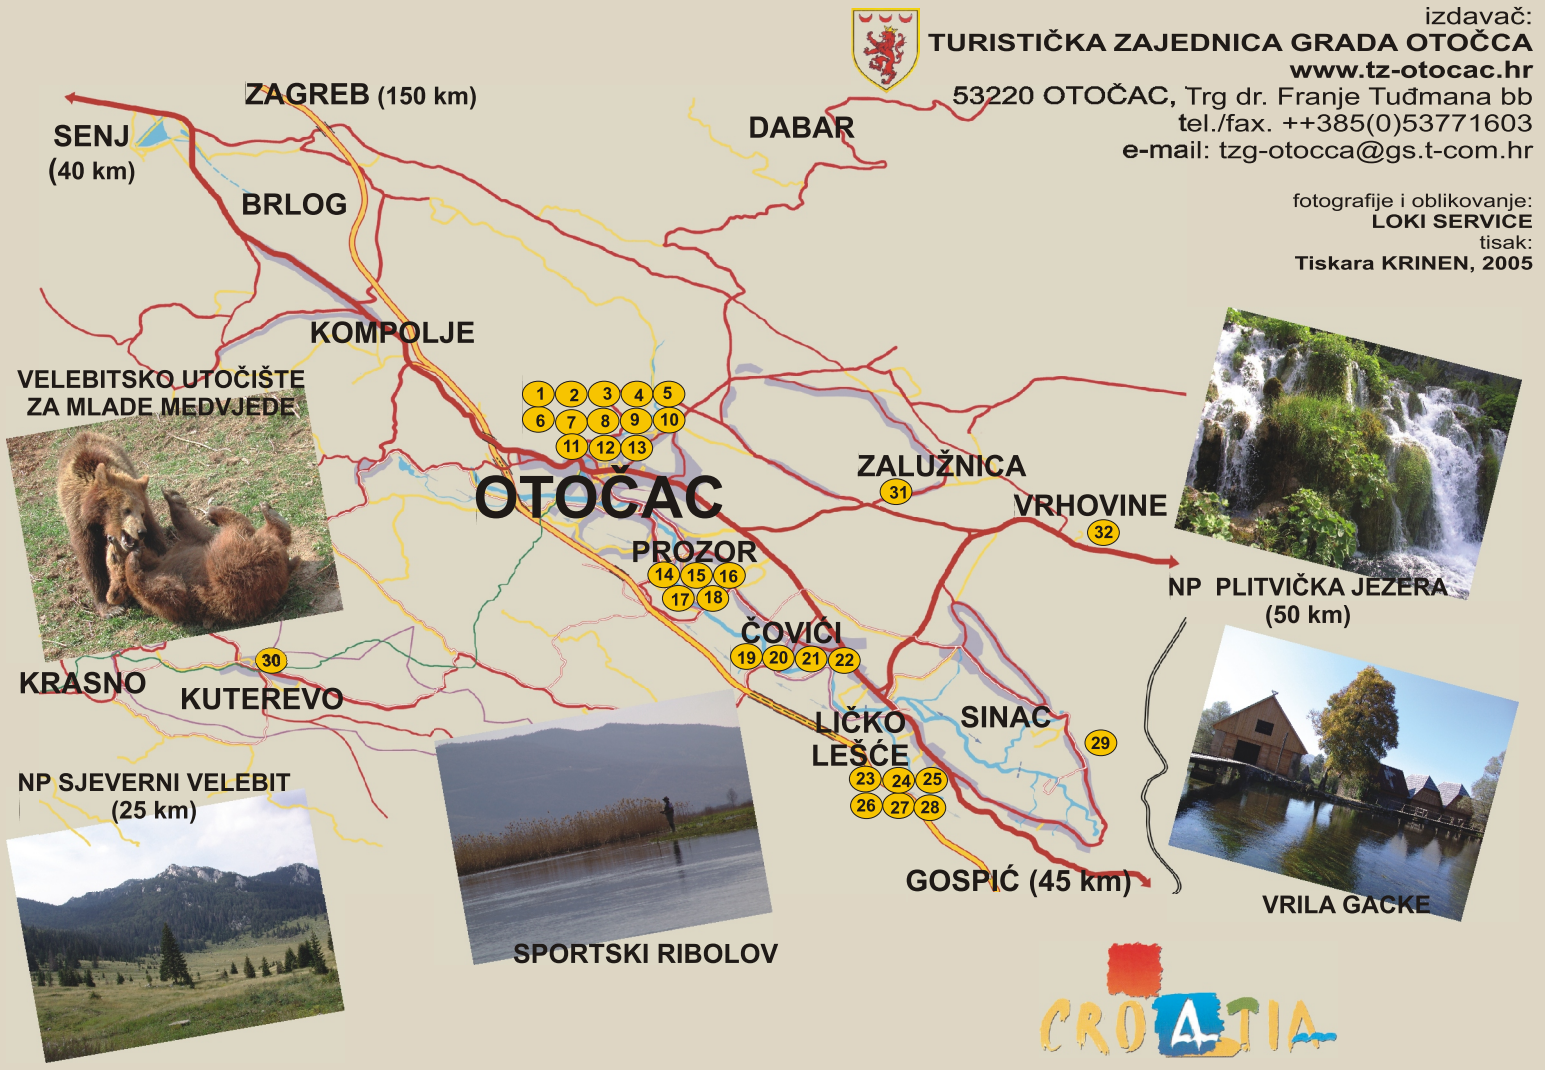 izdavač:
TURISTIČKA ZAJEDNICA GRADA OTOČCA
www.tz-otocac.hr
53220 OTOČAC, Trg dr. Franje Tuđmana bb
tel./fax. ++385(0)53771603
e-mail: tzg-otocca@gs.t-com.hr
fotografije i oblikovanje:
LOKI SERVICE
tisak:
Tiskara KRINEN, 2005
ZAGREB (150 km)
SENJ
(40 km)
DABAR
BRLOG
KOMPOLJE
VELEBITSKO UTOČIŠTE
ZA MLADE MEDVJEDE
1 2 3 4 5
6 7 8 9 10
11 12 13
OTOČAC
ZALUŽNICA
31
VRHOVINE
32
PROZOR
14 15 16
17 18
NP PLITVIČKA JEZERA
(50 km)
ČOVIĆI
19 20 21 22
30
KRASNO
KUTEREVO
LIČKO
LEŠĆE
23 24 25
26 27 28
SINAC
29
NP SJEVERNI VELEBIT
(25 km)
GOSPIĆ (45 km)
VRILA GACKE
SPORTSKI RIBOLOV
CROATIA